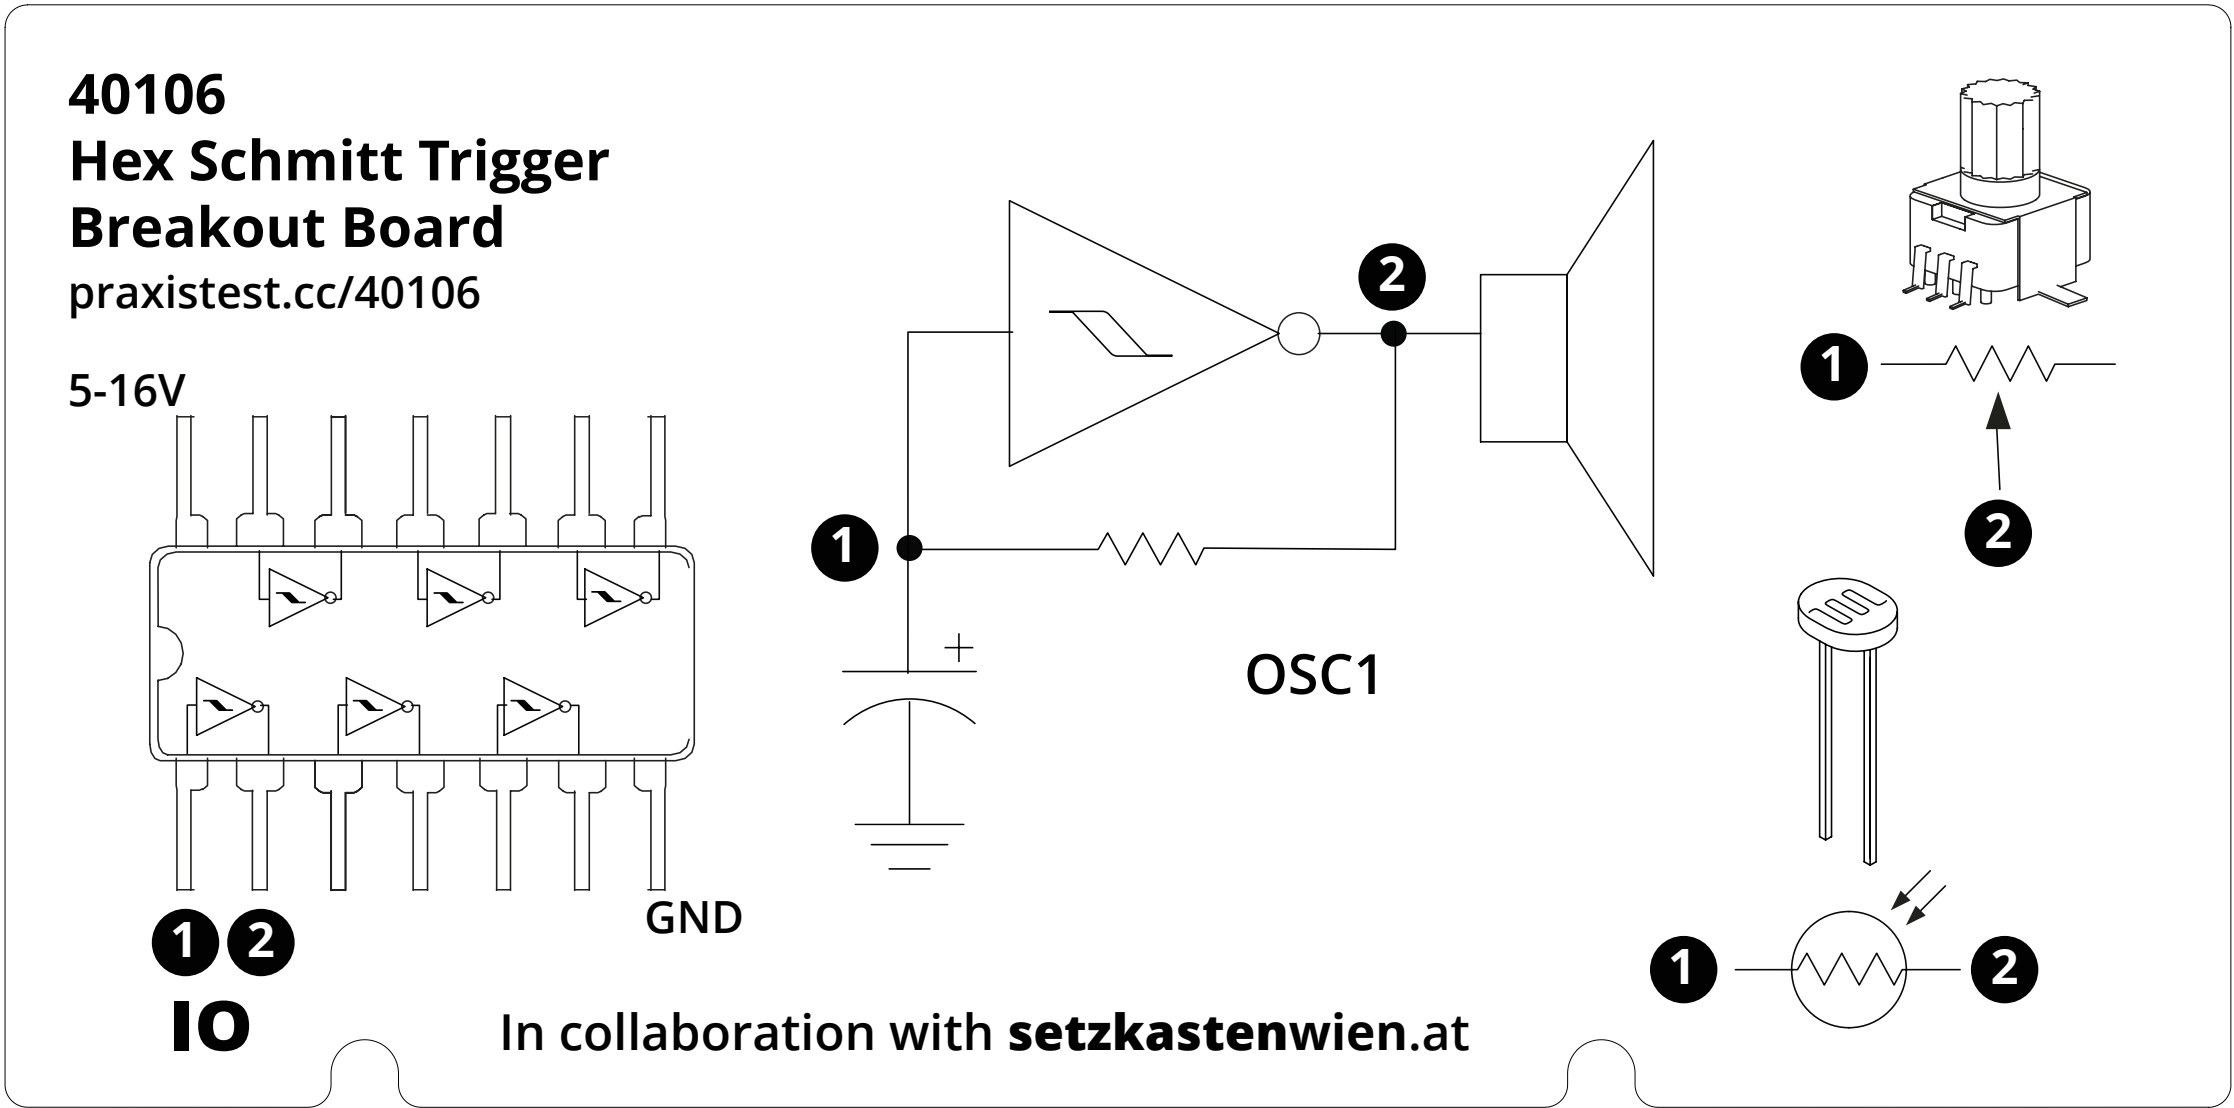 40106
Hex Schmitt Trigger
Breakout Board
praxistest.cc/40106
5-16V
GND
1 2
IO
2
1
+
OSC1
1
2
1 2
In collaboration with setzkastenwien.at